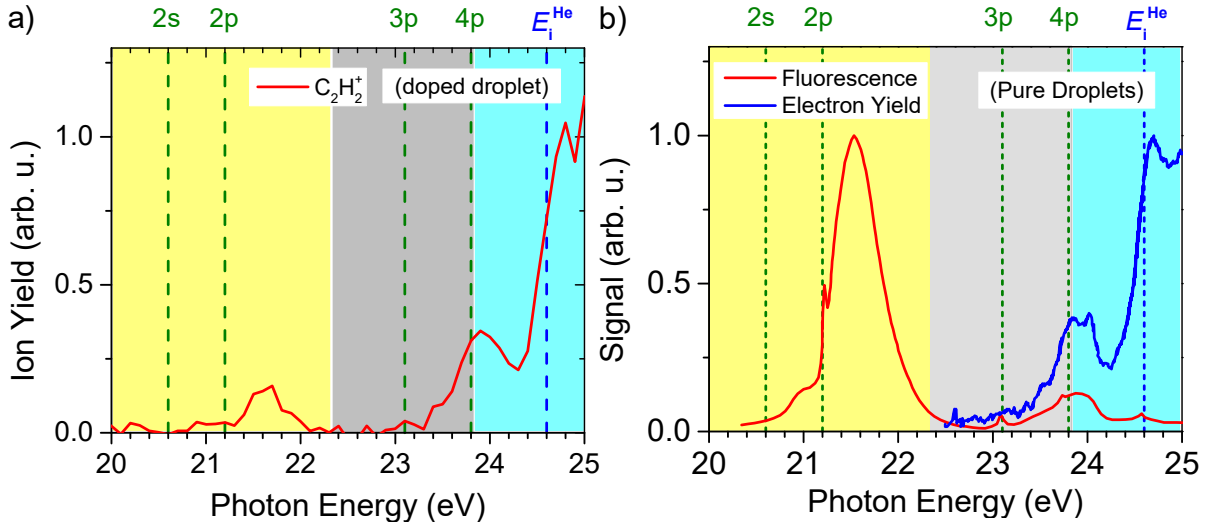 a)
2s 2p 3p 4p E_i^He
C₂H₂⁺ (doped droplet)
1.0
0.5
0.0
Ion Yield (arb. u.)
20 21 22 23 24 25
Photon Energy (eV)
b)
2s 2p 3p 4p E_i^He
Fluorescence
Electron Yield
(Pure Droplets)
1.0
0.5
0.0
Signal (arb. u.)
20 21 22 23 24 25
Photon Energy (eV)